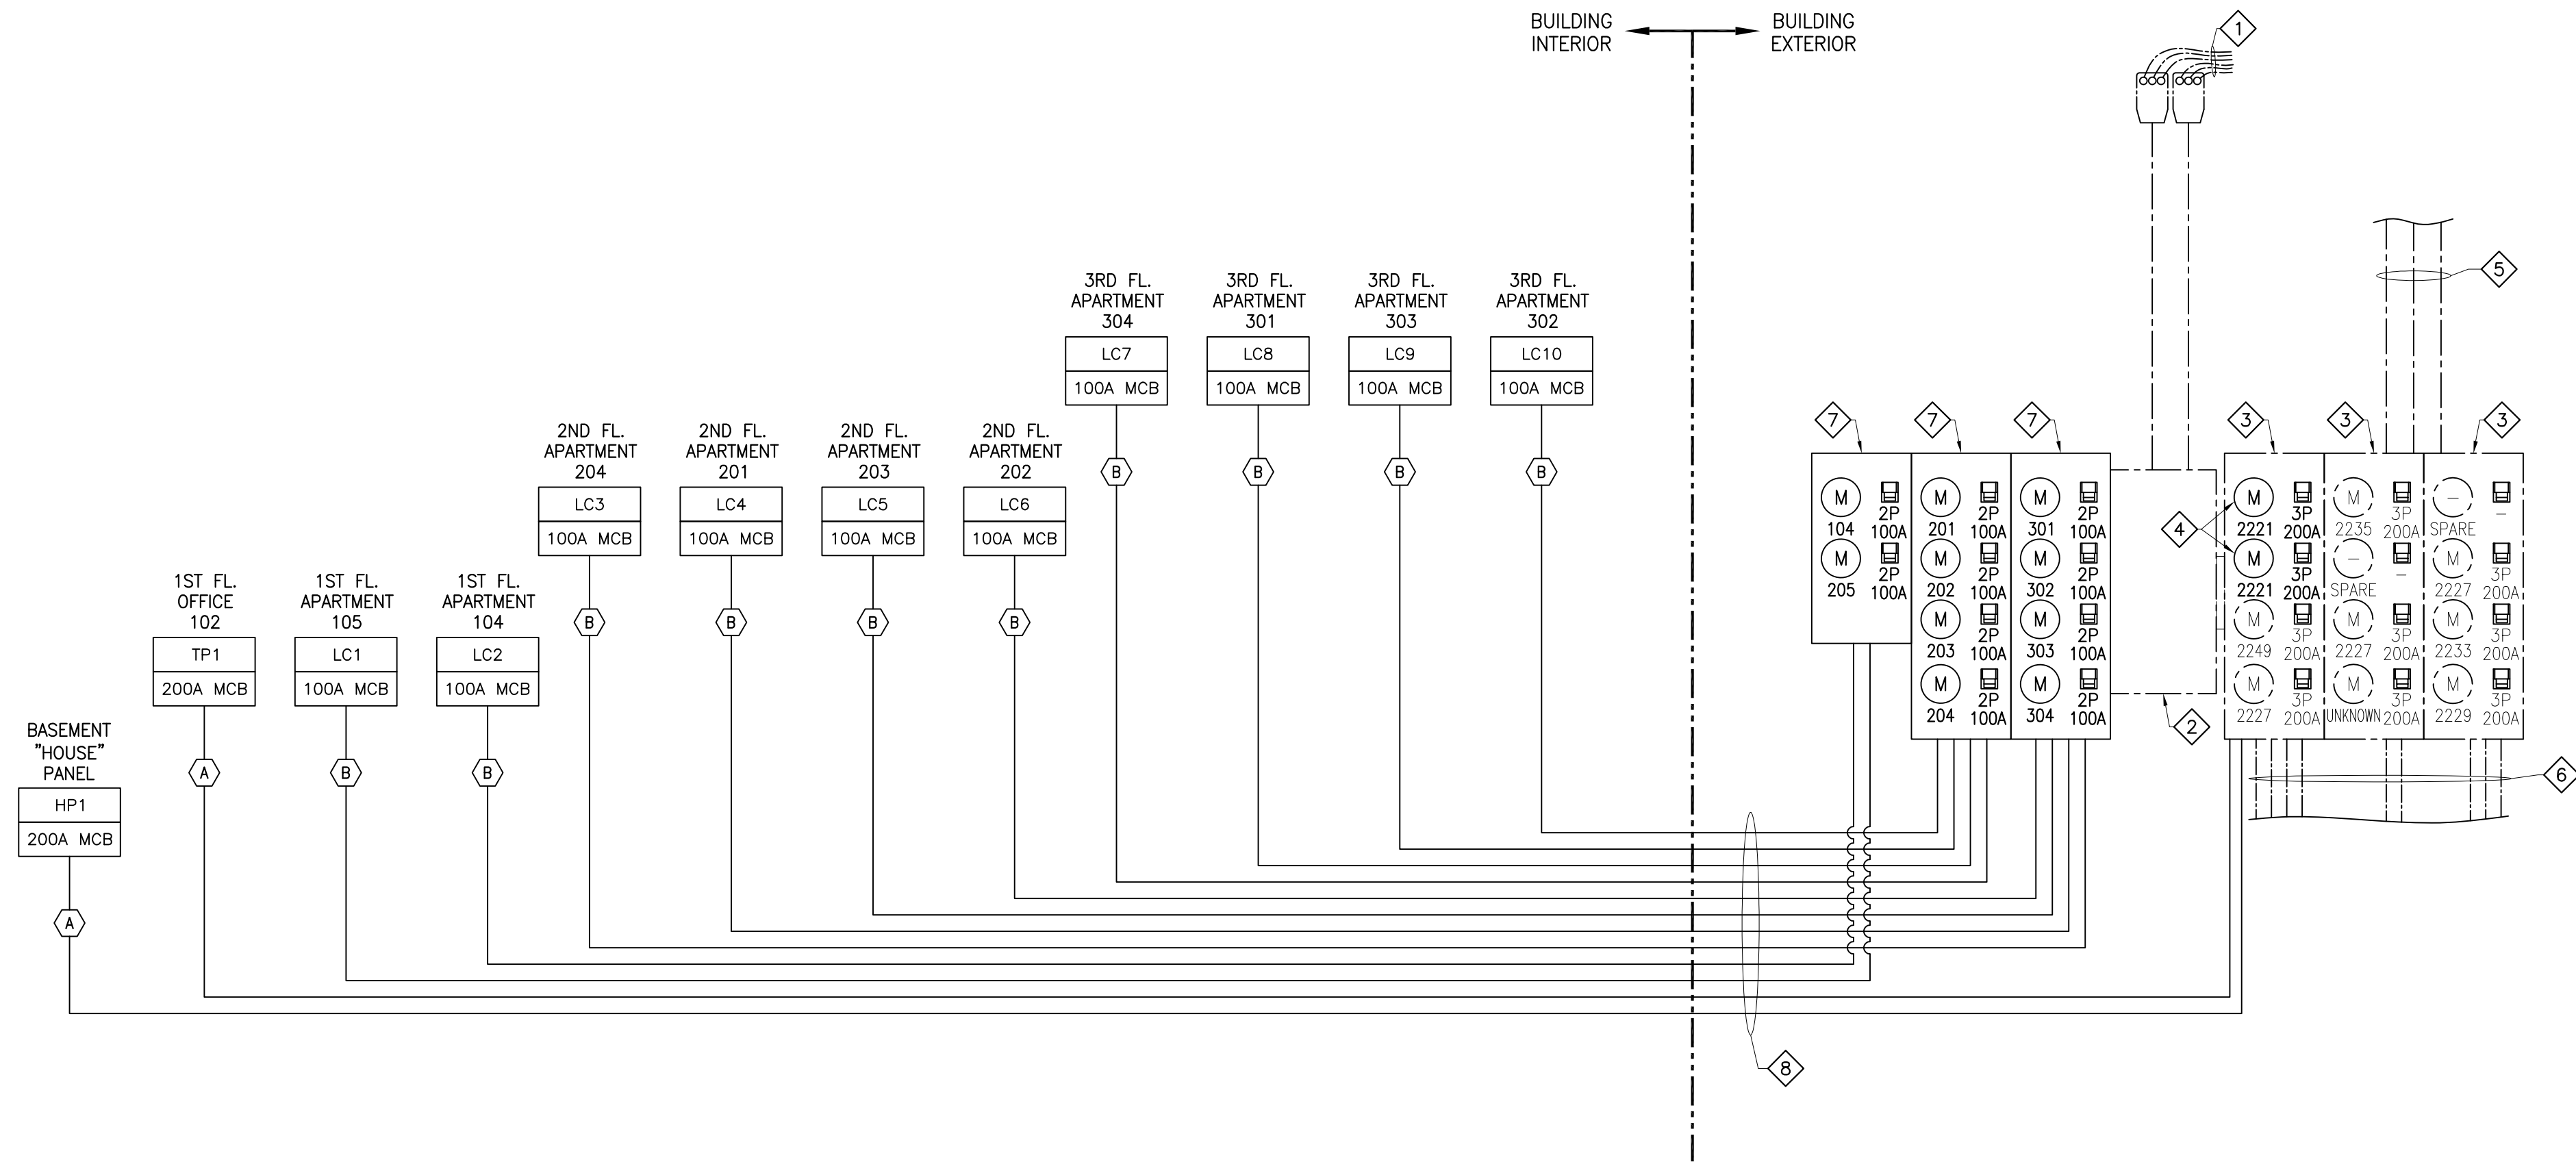 BUILDING
INTERIOR
BUILDING
EXTERIOR
1
5
3RD FL.
APARTMENT
304
LC7
100A MCB
B
3RD FL.
APARTMENT
301
LC8
100A MCB
B
3RD FL.
APARTMENT
303
LC9
100A MCB
B
3RD FL.
APARTMENT
302
LC10
100A MCB
B
2ND FL.
APARTMENT
204
LC3
100A MCB
B
2ND FL.
APARTMENT
201
LC4
100A MCB
B
2ND FL.
APARTMENT
203
LC5
100A MCB
B
2ND FL.
APARTMENT
202
LC6
100A MCB
B
1ST FL.
OFFICE
102
TP1
200A MCB
A
1ST FL.
APARTMENT
105
LC1
100A MCB
B
1ST FL.
APARTMENT
104
LC2
100A MCB
B
BASEMENT
"HOUSE"
PANEL
HP1
200A MCB
A
7
M
104
2P
100A
M
205
2P
100A
7
M
201
2P
100A
M
202
2P
100A
M
203
2P
100A
M
204
2P
100A
7
M
301
2P
100A
M
302
2P
100A
M
303
2P
100A
M
304
2P
100A
2
4
3
M
2221
3P
200A
M
2221
3P
200A
M
2249
3P
200A
M
2227
3P
200A
3
M
2235
3P
200A
-
SPARE
-
M
2227
3P
200A
M
UNKNOWN
3P
200A
3
-
SPARE
-
M
2227
3P
200A
M
2233
3P
200A
M
2229
3P
200A
6
8